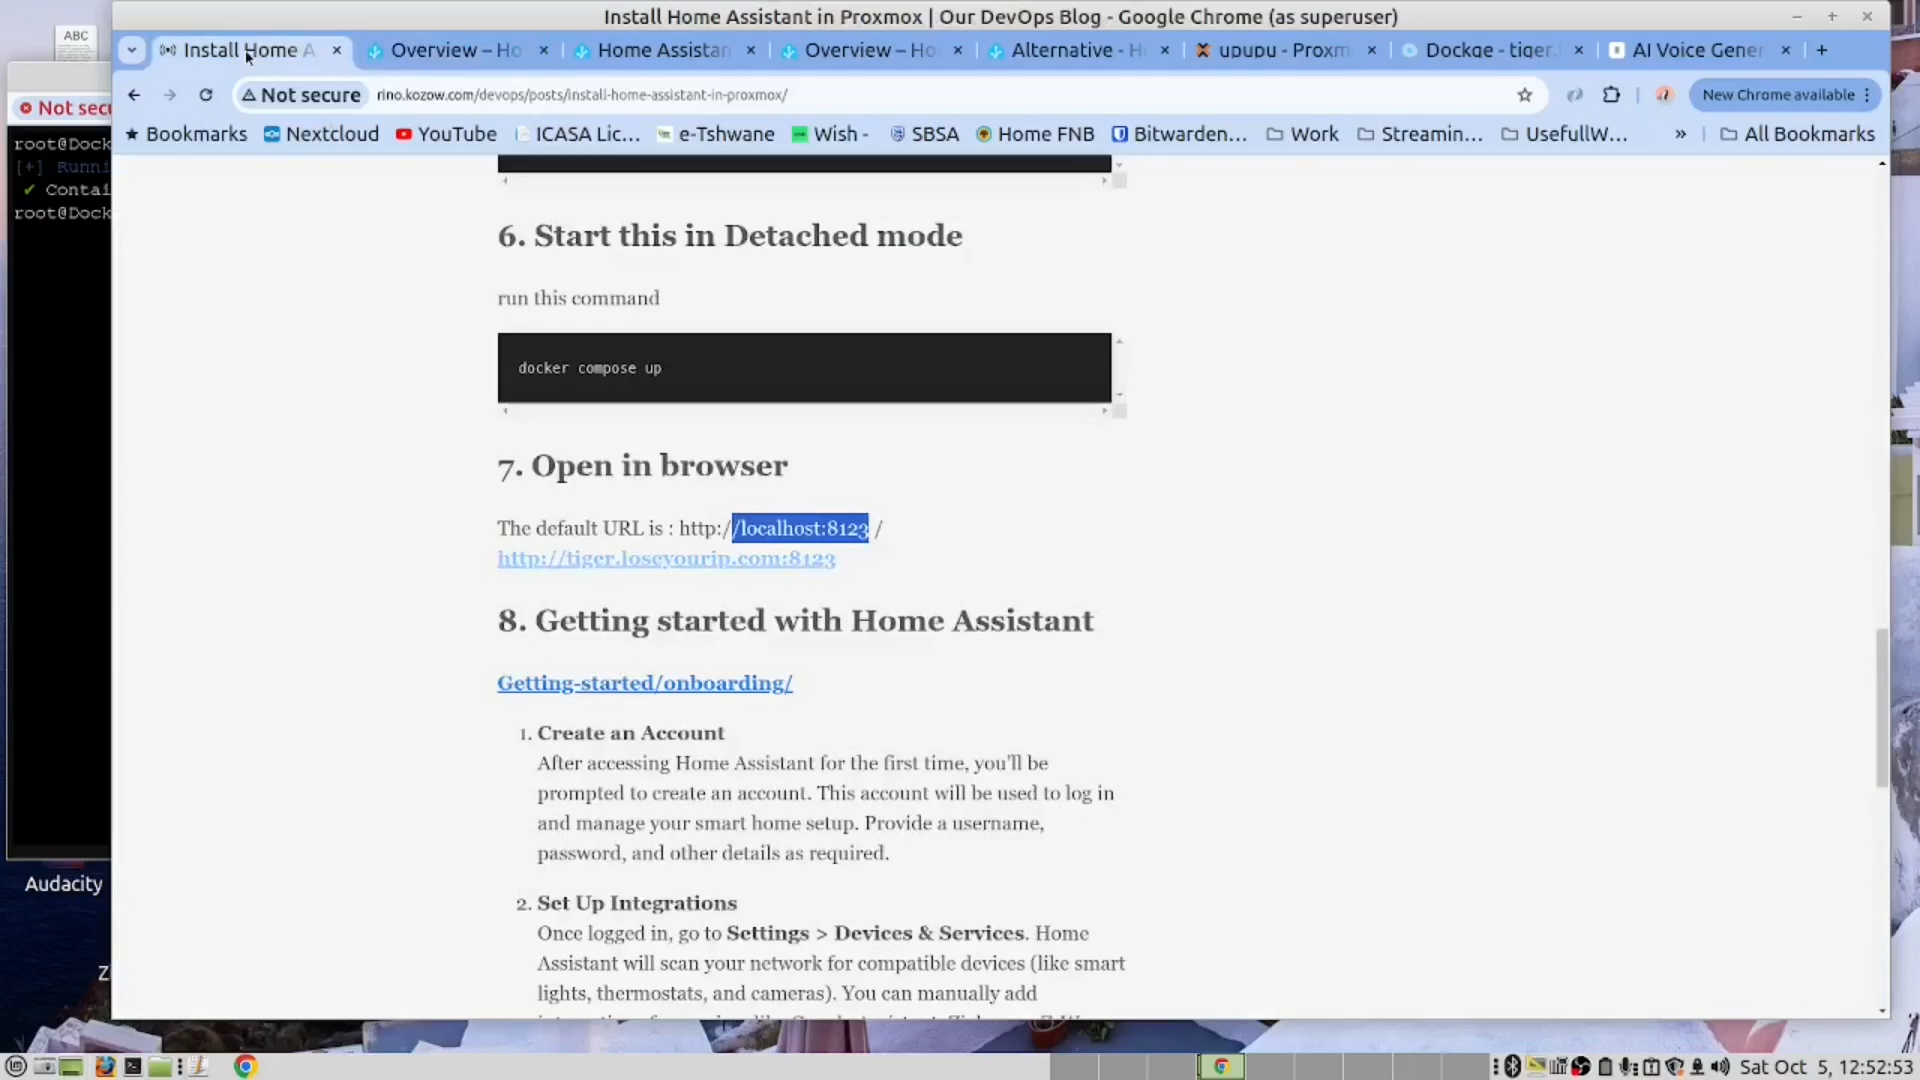 Install Home Assistant in Proxmox | Our DevOps Blog - Google Chrome (as superuser)
ABC
Install Home A
Overview – Ho
Home Assistan
Overview – Ho
Alternative - H
upupu - Proxm
Dockge - tiger.
AI Voice Gener
Not secure
rino.kozow.com/devops/posts/install-home-assistant-in-proxmox/
New Chrome available
Bookmarks
Nextcloud
YouTube
ICASA Lic...
e-Tshwane
Wish -
SBSA
Home FNB
Bitwarden...
Work
Streamin...
UsefullW...
»
All Bookmarks
Not secu
root@Dock
[+] Runni
✔ Contai
root@Dock
6. Start this in Detached mode
run this command
docker compose up
7. Open in browser
The default URL is : http://localhost:8123 /
http://tiger.loseyourip.com:8123
8. Getting started with Home Assistant
Getting-started/onboarding/
1. Create an Account
After accessing Home Assistant for the first time, you'll be
prompted to create an account. This account will be used to log in
and manage your smart home setup. Provide a username,
password, and other details as required.
2. Set Up Integrations
Once logged in, go to Settings > Devices & Services. Home
Assistant will scan your network for compatible devices (like smart
lights, thermostats, and cameras). You can manually add
Audacity
Z
Sat Oct 5, 12:52:53